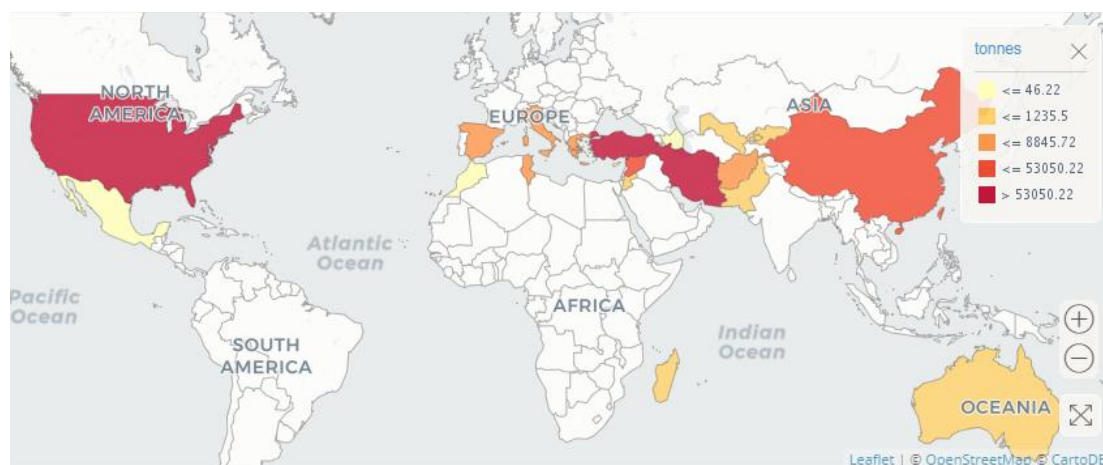 tonnes
<= 46.22
<= 1235.5
<= 8845.72
<= 53050.22
> 53050.22
NORTH
AMERICA
EUROPE
ASIA
Atlantic
Ocean
Pacific
Ocean
AFRICA
Indian
Ocean
SOUTH
AMERICA
OCEANIA
Leaflet | © OpenStreetMap © CartoDB